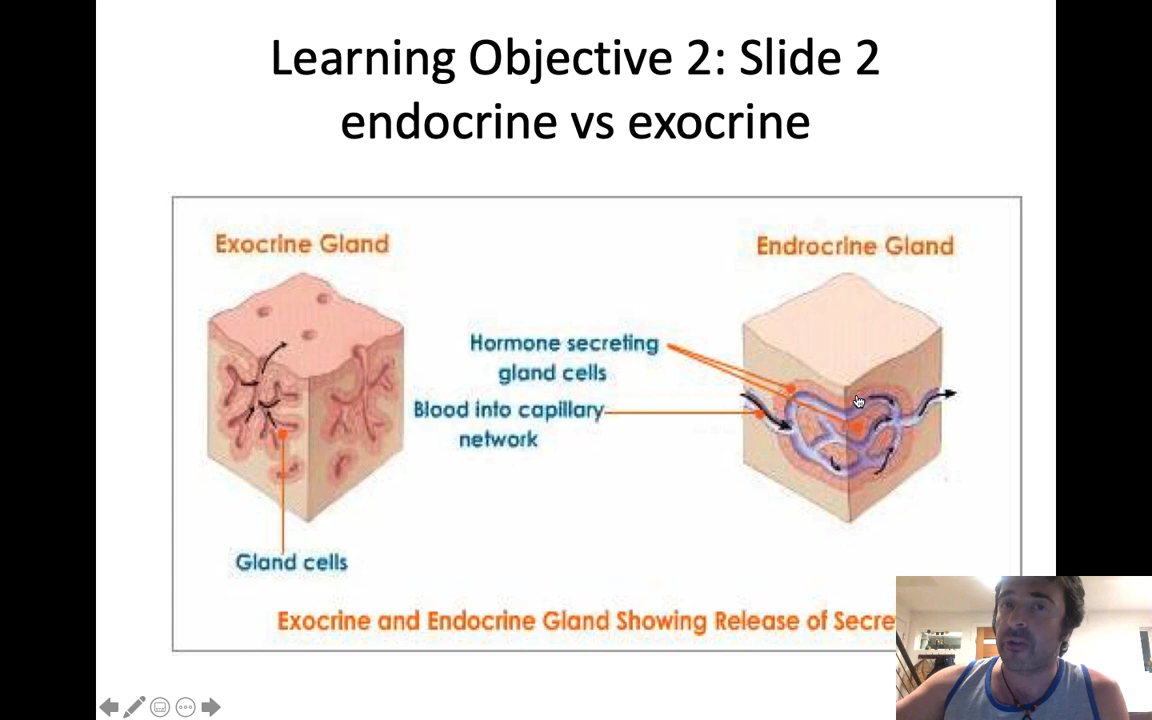 Learning Objective 2: Slide 2
endocrine vs exocrine
Exocrine Gland
Endrocrine Gland
Hormone secreting
gland cells
Blood into capillary
network
Gland cells
Exocrine and Endocrine Gland Showing Release of Secre